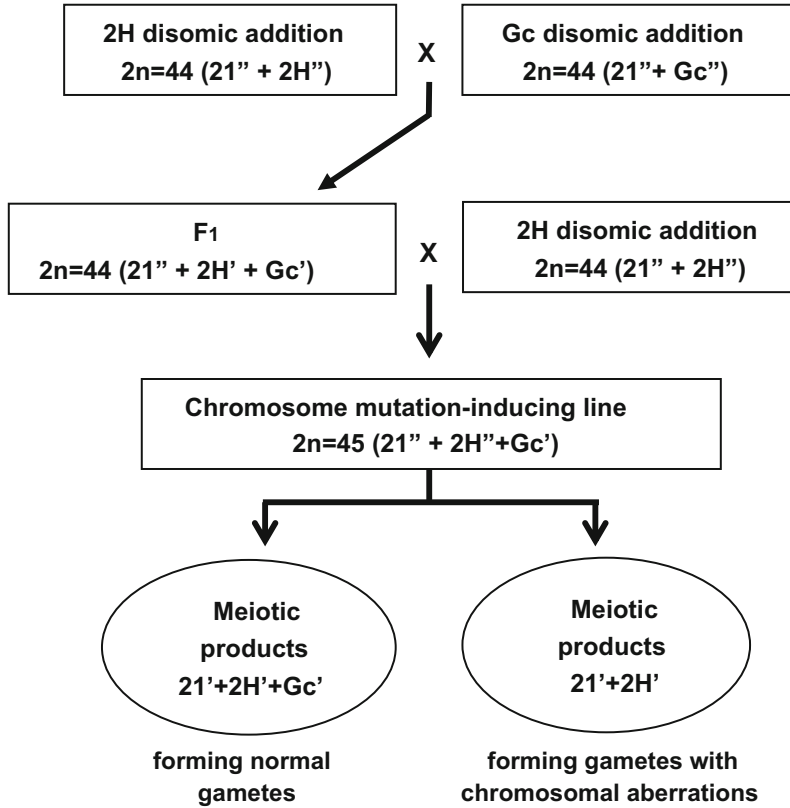 2H disomic addition
2n=44 (21” + 2H”)
X
Gc disomic addition
2n=44 (21”+ Gc”)
F1
2n=44 (21” + 2H’ + Gc’)
X
2H disomic addition
2n=44 (21” + 2H”)
Chromosome mutation-inducing line
2n=45 (21” + 2H”+Gc’)
Meiotic
products
21’+2H’+Gc’
Meiotic
products
21’+2H’
forming normal
gametes
forming gametes with
chromosomal aberrations